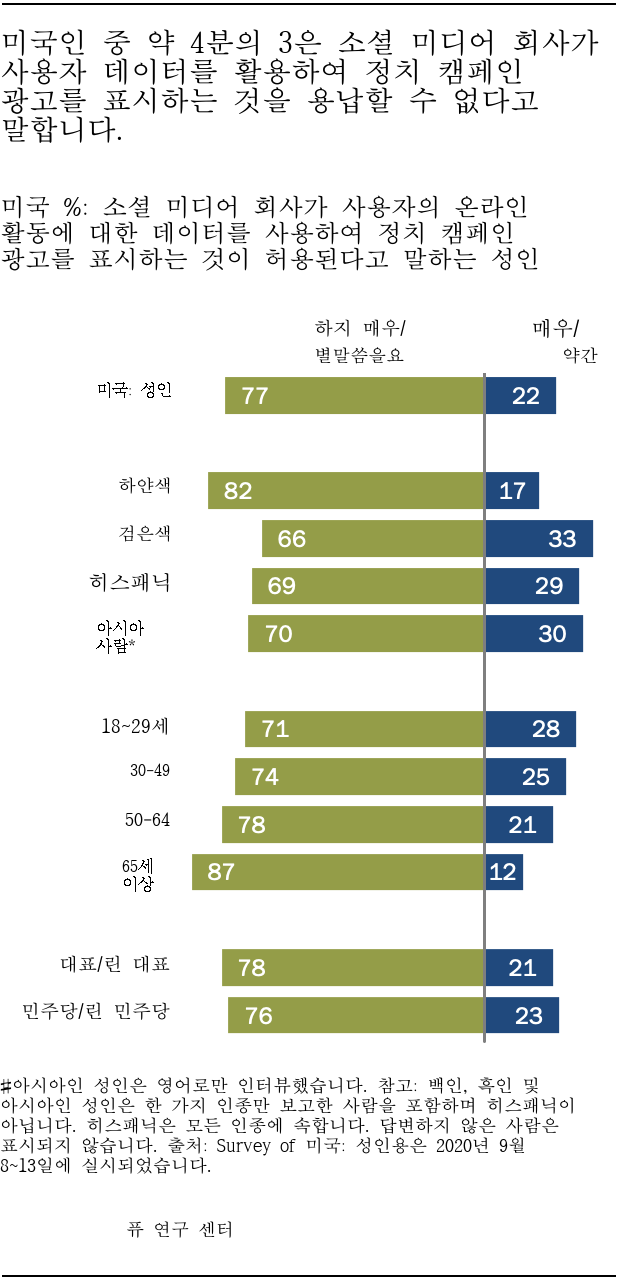 미국인 중 약 4분의 3은 소셜 미디어 회사가
사용자 데이터를 활용하여 정치 캠페인
광고를 표시하는 것을 용납할 수 없다고
말합니다.
미국 %: 소셜 미디어 회사가 사용자의 온라인
활동에 대한 데이터를 사용하여 정치 캠페인
광고를 표시하는 것이 허용된다고 말하는 성인
하지 매우/
별말씀을요
매우/
약간
미국: 성인 77 22
하얀색 82 17
검은색 66 33
히스패닉 69 29
아시아
사람* 70 30
18~29세 71 28
30-49 74 25
50-64 78 21
65세
이상 87 12
대표/린 대표 78 21
민주당/린 민주당 76 23
#아시아인 성인은 영어로만 인터뷰했습니다. 참고: 백인, 흑인 및
아시아인 성인은 한 가지 인종만 보고한 사람을 포함하며 히스패닉이
아닙니다. 히스패닉은 모든 인종에 속합니다. 답변하지 않은 사람은
표시되지 않습니다. 출처: Survey of 미국: 성인용은 2020년 9월
8~13일에 실시되었습니다.
퓨 연구 센터